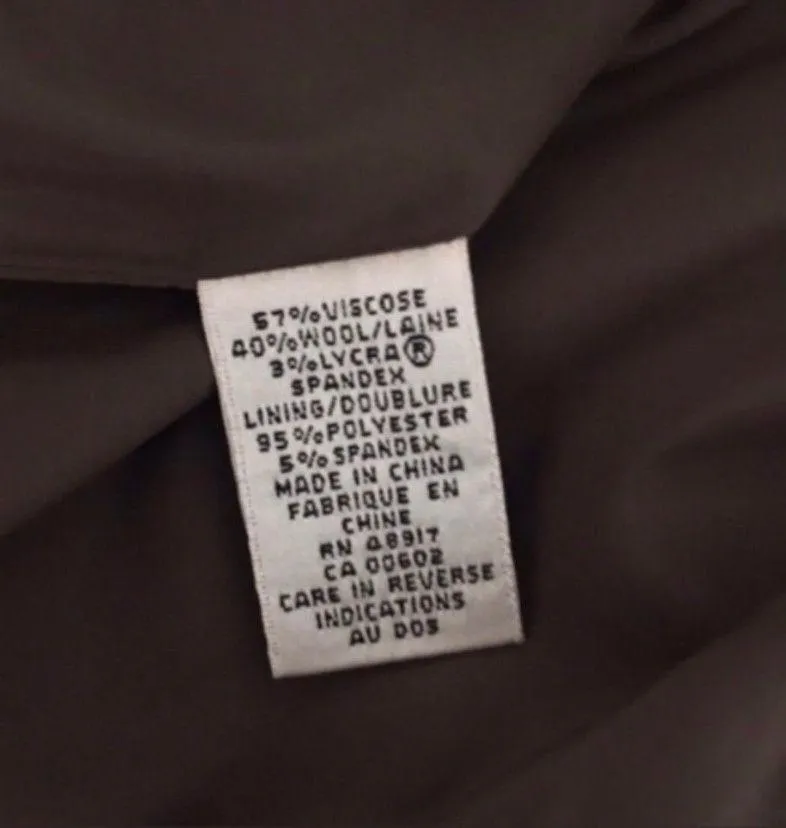 57%VISCOSE
40%WOOL/LAINE
3%LYCRA®
SPANDEX
LINING/DOUBLURE
95%POLYESTER
5%SPANDEX
MADE IN CHINA
FABRIQUE EN
CHINE
RN 48917
CA 00602
CARE IN REVERSE
INDICATIONS
AU DOS